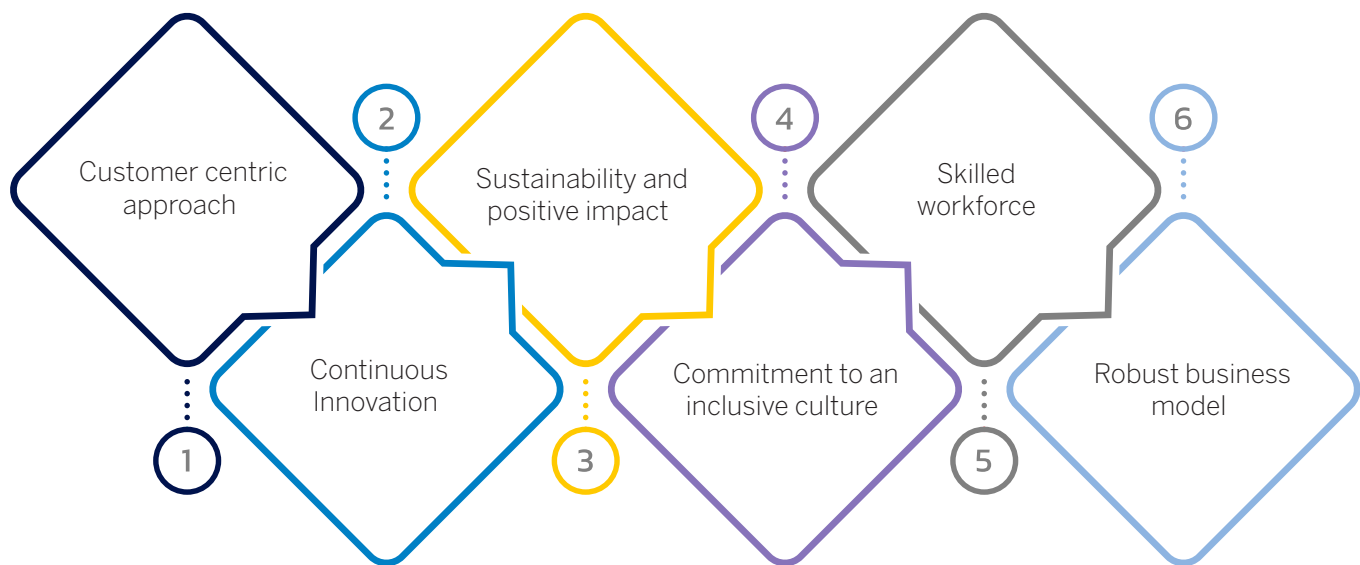 1
Customer centric
approach
2
Continuous
Innovation
3
Sustainability and
positive impact
4
Commitment to an
inclusive culture
5
Skilled
workforce
6
Robust business
model